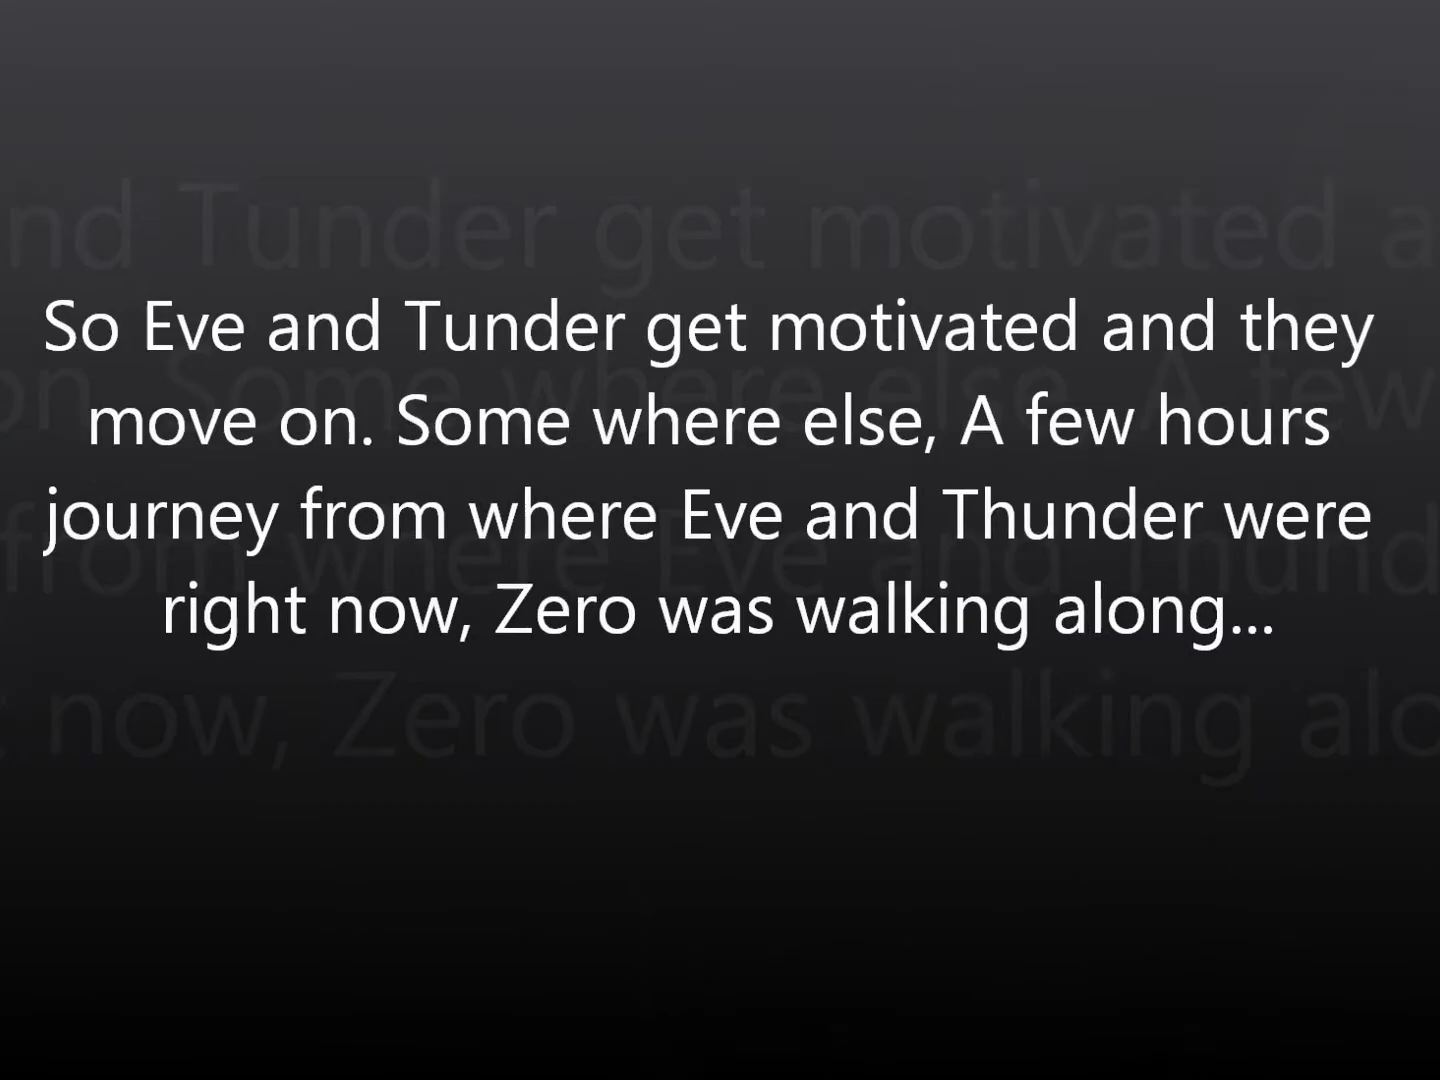 So Eve and Tunder get motivated and they
move on. Some where else, A few hours
journey from where Eve and Thunder were
right now, Zero was walking along...